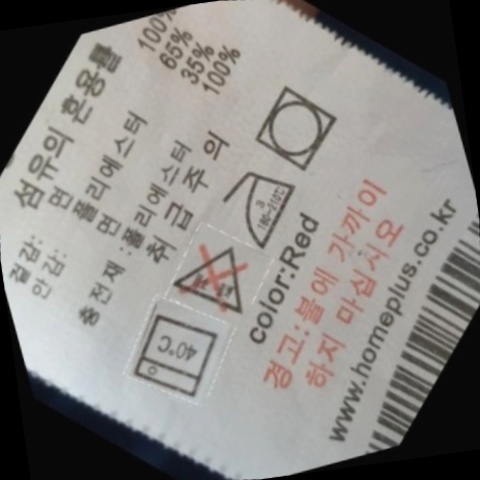 섬유의 혼용률
겉감: 면 100%
안감: 폴리에스터 65%
면 35%
충전재 :폴리에스터 100%
취 급 주 의
40°C
3
180~210°C
color:Red
경고:불에 가까이
하지 마십시오
www.homeplus.co.kr